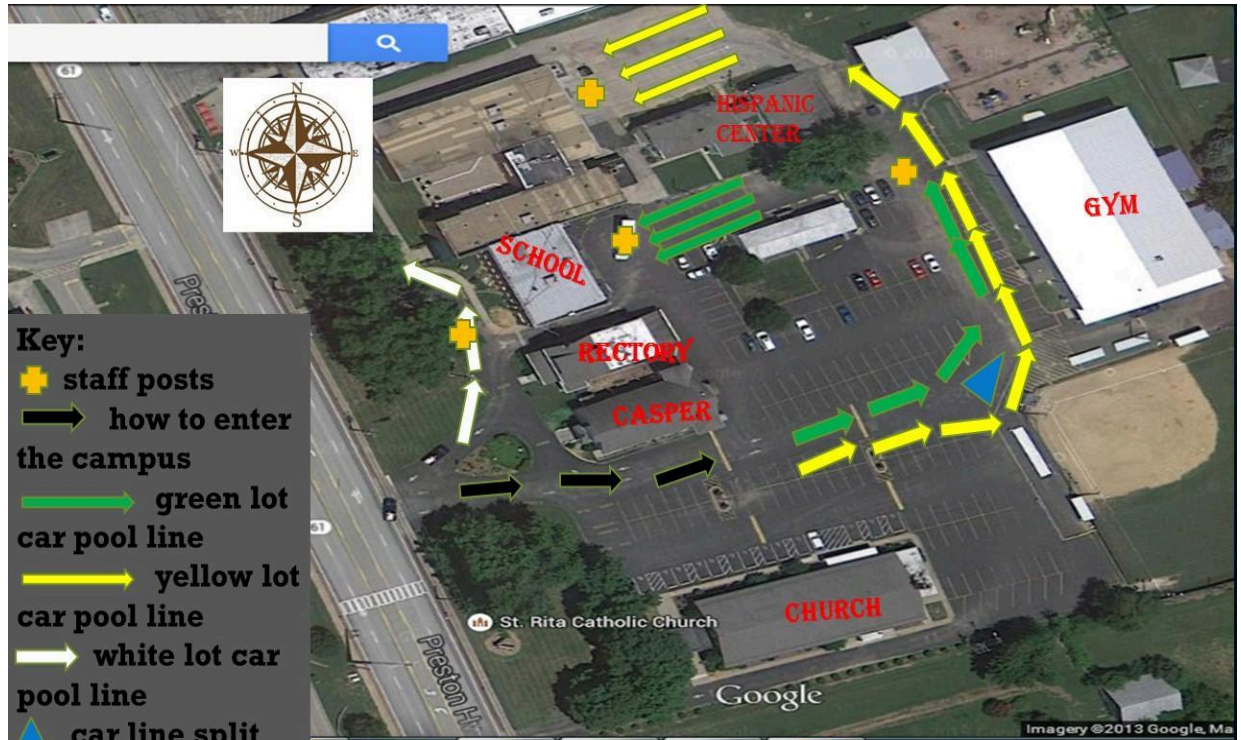 61
N
W
E
S
HISPANIC
CENTER
GYM
SCHOOL
Pres
Key:
staff posts
RECTORY
how to enter
the campus
CASPER
green lot
car pool line
61
yellow lot
car pool line
CHURCH
St. Rita Catholic Church
white lot car
pool line
Preston H
Google
car line split
Imagery ©2013 Google, Ma